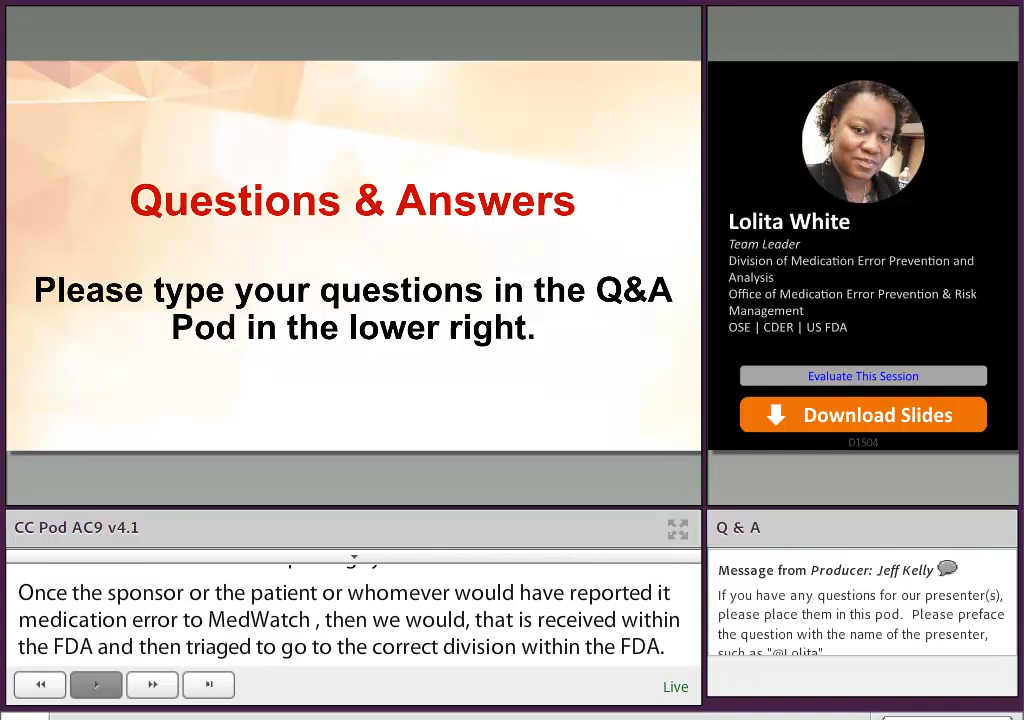 Questions & Answers
Please type your questions in the Q&A
Pod in the lower right.
Lolita White
Team Leader
Division of Medication Error Prevention and
Analysis
Office of Medication Error Prevention & Risk
Management
OSE | CDER | US FDA
Evaluate This Session
Download Slides
D1S04
CC Pod AC9 v4.1
Once the sponsor or the patient or whomever would have reported it
medication error to MedWatch , then we would, that is received within
the FDA and then triaged to go to the correct division within the FDA.
Live
Q & A
Message from Producer: Jeff Kelly
If you have any questions for our presenter(s),
please place them in this pod. Please preface
the question with the name of the presenter,
such as "@Lolita"